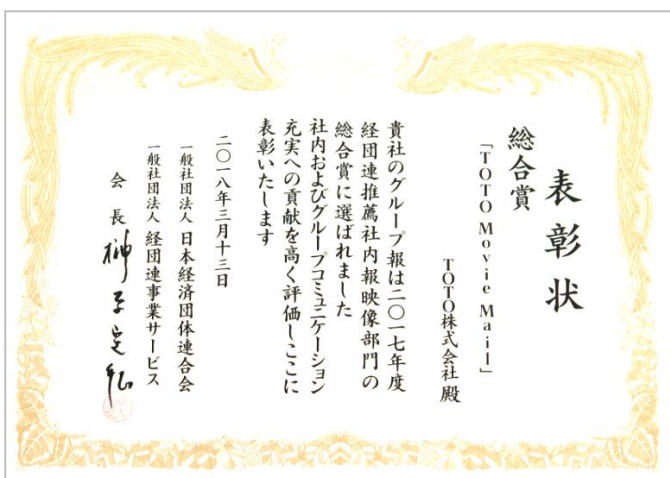 表彰状
総合賞
「TOTO Movie Mail」
TOTO株式会社殿
貴社のグループ報は二〇一七年度
経団連推薦社内報映像部門の
総合賞に選ばれました
社内およびグループコミュニケーション
充実への貢献を高く評価しここに
表彰いたします
二〇一八年三月十三日
一般社団法人 日本経済団体連合会
一般社団法人 経団連事業サービス
会長 榊原定征